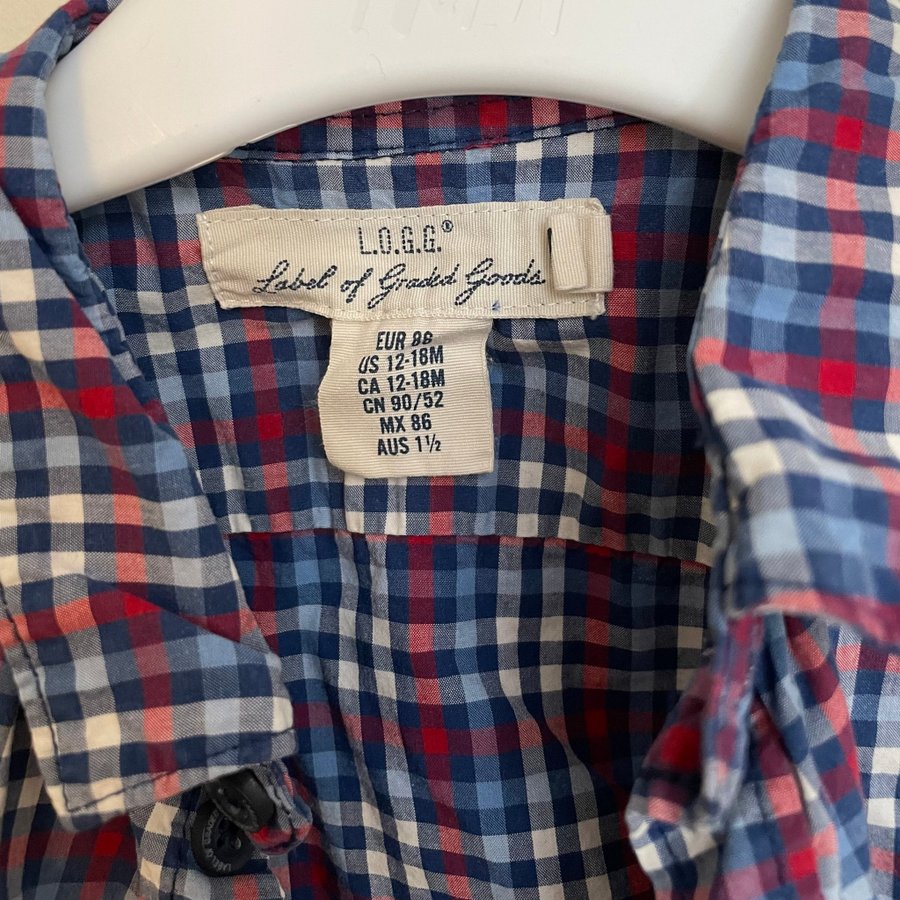 L.O.G.G.®
Label of Graded Goods
EUR 86
US 12-18M
CA 12-18M
CN 90/52
MX 86
AUS 1½